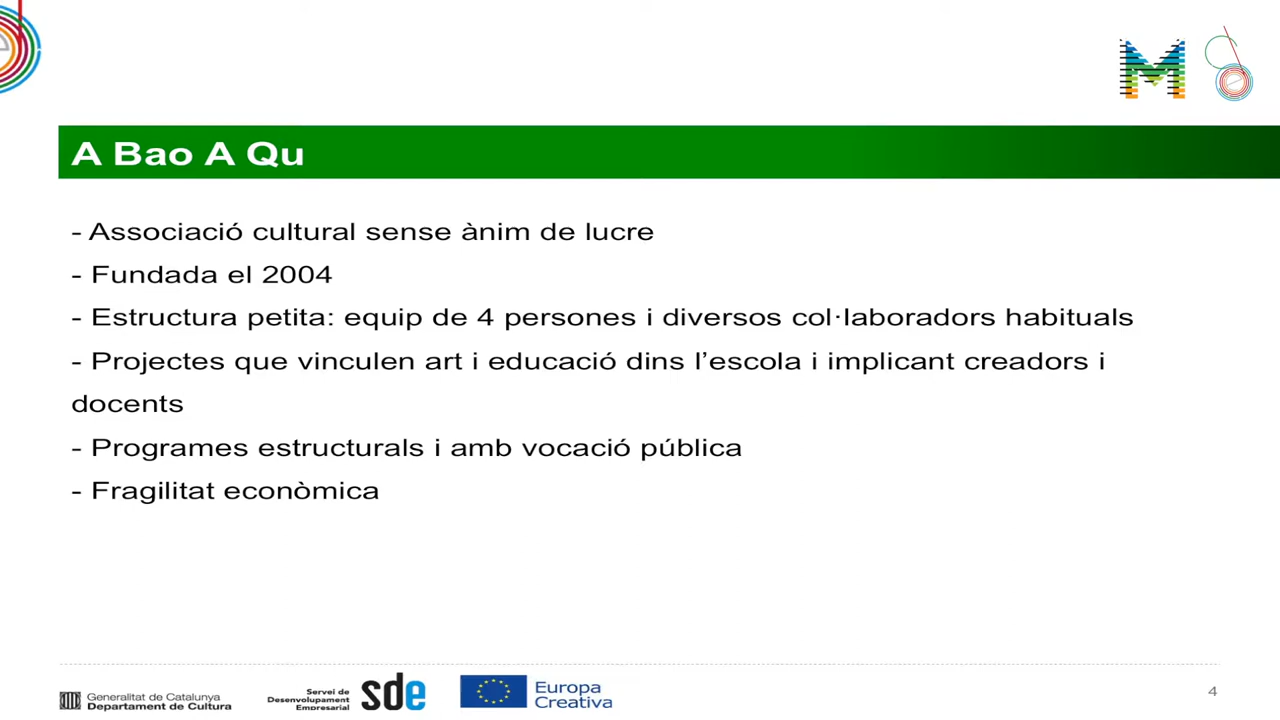 A Bao A Qu
- Associació cultural sense ànim de lucre
- Fundada el 2004
- Estructura petita: equip de 4 persones i diversos col·laboradors habituals
- Projectes que vinculen art i educació dins l’escola i implicant creadors i
docents
- Programes estructurals i amb vocació pública
- Fragilitat econòmica
Generalitat de Catalunya
Departament de Cultura
Servei de
Desenvolupament
Empresarial
sde
Europa
Creativa
4